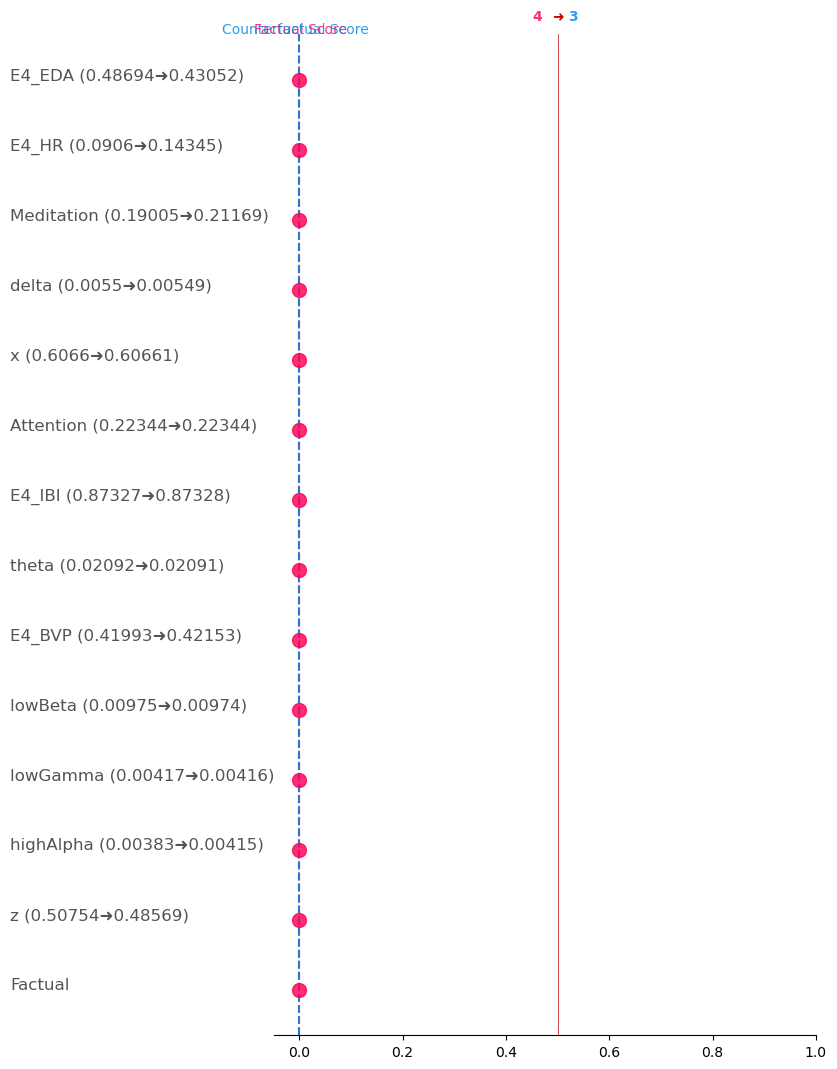 4 ➜ 3
Counterfactual Score
Factual Score
E4_EDA (0.48694➜0.43052)
E4_HR (0.0906➜0.14345)
Meditation (0.19005➜0.21169)
delta (0.0055➜0.00549)
x (0.6066➜0.60661)
Attention (0.22344➜0.22344)
E4_IBI (0.87327➜0.87328)
theta (0.02092➜0.02091)
E4_BVP (0.41993➜0.42153)
lowBeta (0.00975➜0.00974)
lowGamma (0.00417➜0.00416)
highAlpha (0.00383➜0.00415)
z (0.50754➜0.48569)
Factual
0.0 0.2 0.4 0.6 0.8 1.0